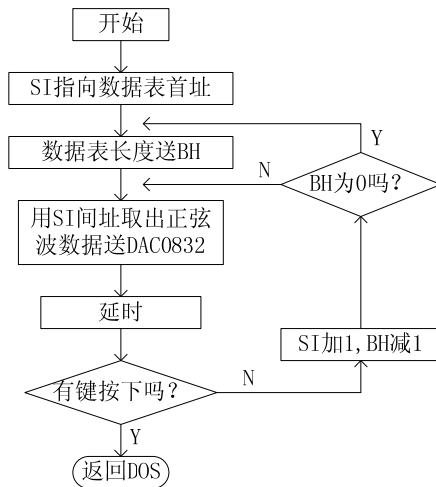 开始
SI指向数据表首址
数据表长度送BH
Y
N
BH为0吗?
用SI间址取出正弦
波数据送DAC0832
延时
SI加1,BH减1
有键按下吗?
N
Y
返回DOS